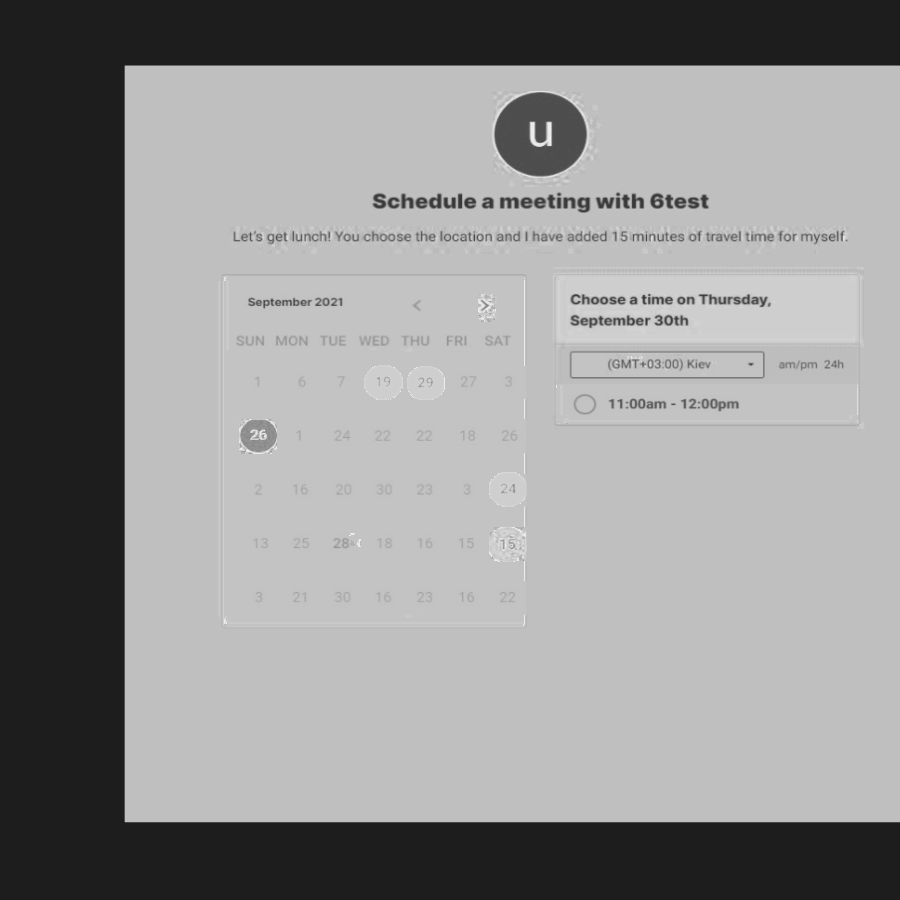 u
Schedule a meeting with 6test
Let's get lunch! You choose the location and I have added 15 minutes of travel time for myself.
September 2021
SUN MON TUE WED THU FRI SAT
1 6 7 19 29 27 3
26 1 24 22 22 18 26
2 16 20 30 23 3 24
13 25 28 18 16 15 15
3 21 30 16 23 16 22
Choose a time on Thursday,
September 30th
(GMT+03:00) Kiev am/pm 24h
11:00am - 12:00pm